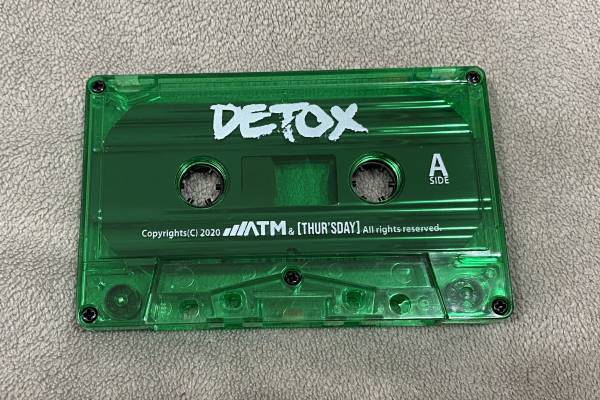 DETOX
A
SIDE
Copyrights(C) 2020 ATM & [THUR'SDAY] All rights reserved.